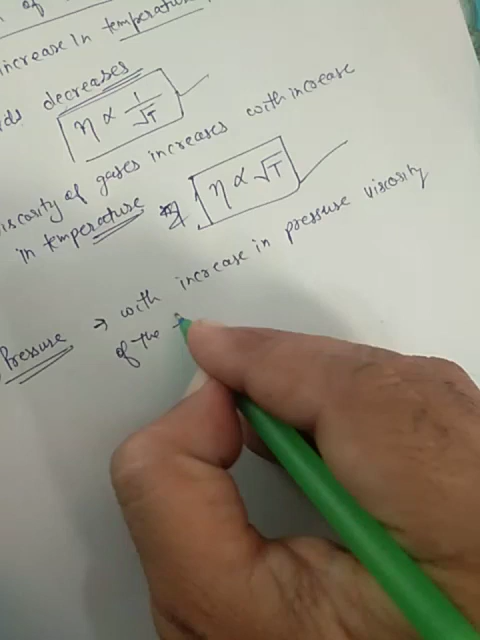 of
increase in temperature
decreases
η ∝ 1/√T
viscosity of gases increases with increase
in temperature η ∝ √T
Pressure → with increase in pressure viscosity
of the